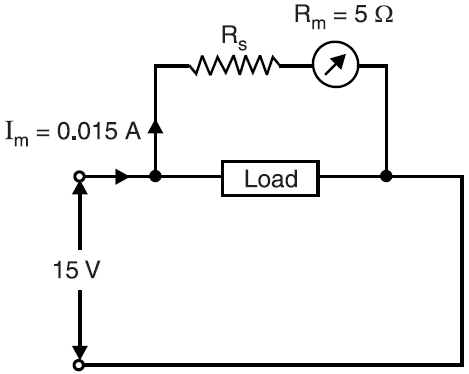 R_m = 5 Ω
R_s
I_m = 0.015 A
Load
15 V